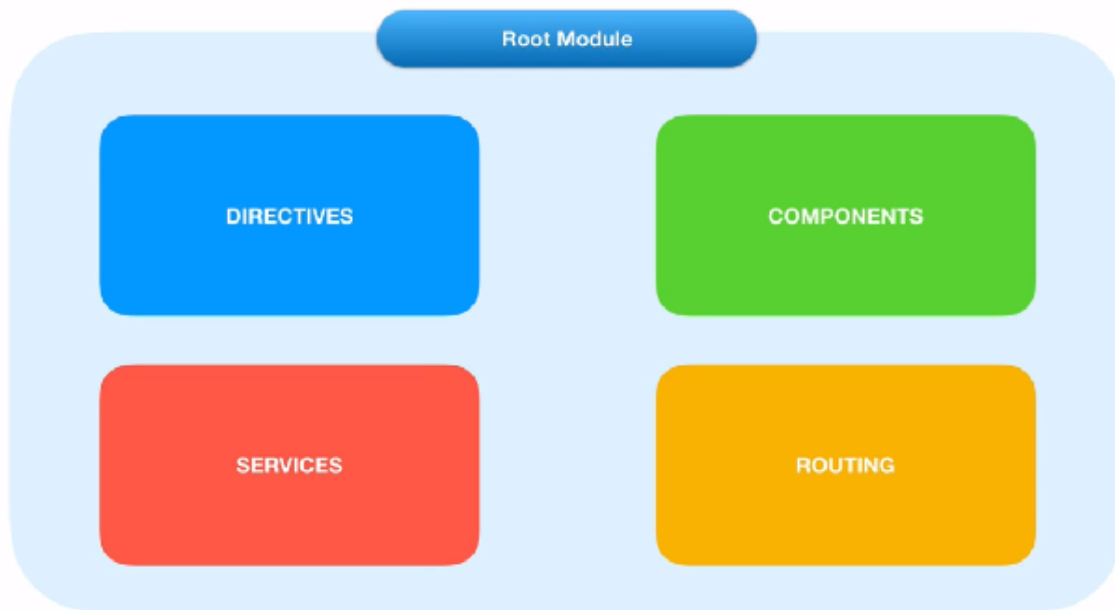 Root Module
DIRECTIVES
COMPONENTS
SERVICES
ROUTING